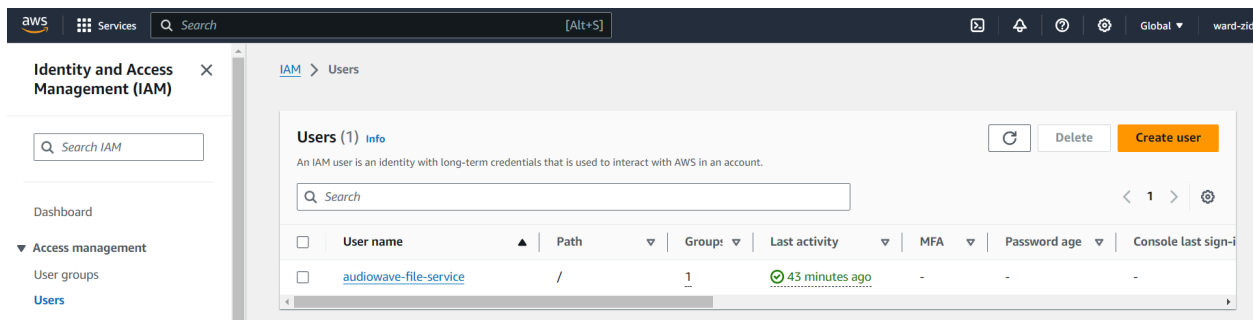 aws Services Search [Alt+S] Global ward-zid
Identity and Access
Management (IAM)
Search IAM
Dashboard
Access management
User groups
Users
IAM > Users
Users (1) Info
Delete
Create user
An IAM user is an identity with long-term credentials that is used to interact with AWS in an account.
Search
1
User name Path Groups Last activity MFA Password age Console last sign-i
audiowave-file-service / 1 43 minutes ago - - -